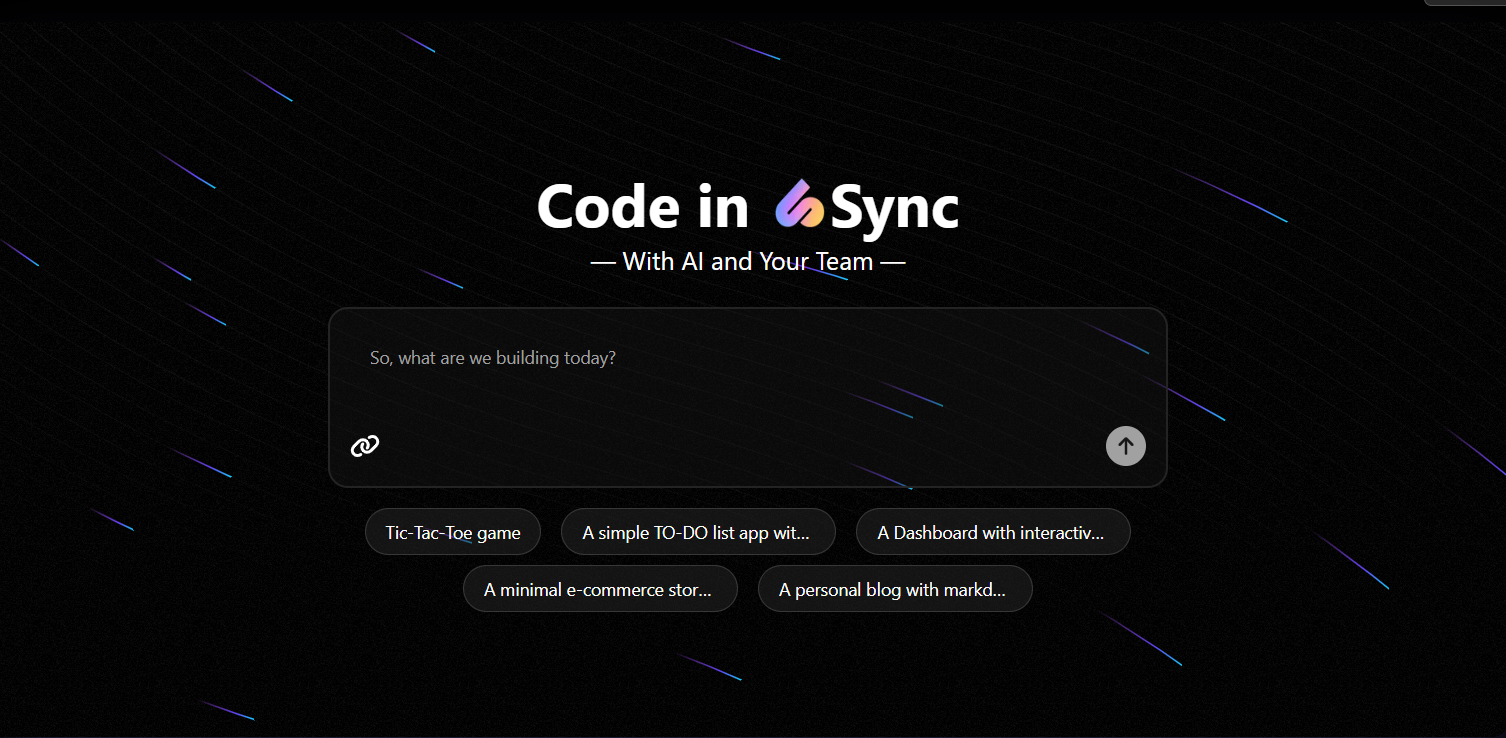 Code in Sync
— With AI and Your Team —
So, what are we building today?
Tic-Tac-Toe game
A simple TO-DO list app wit...
A Dashboard with interactiv...
A minimal e-commerce stor...
A personal blog with markd...